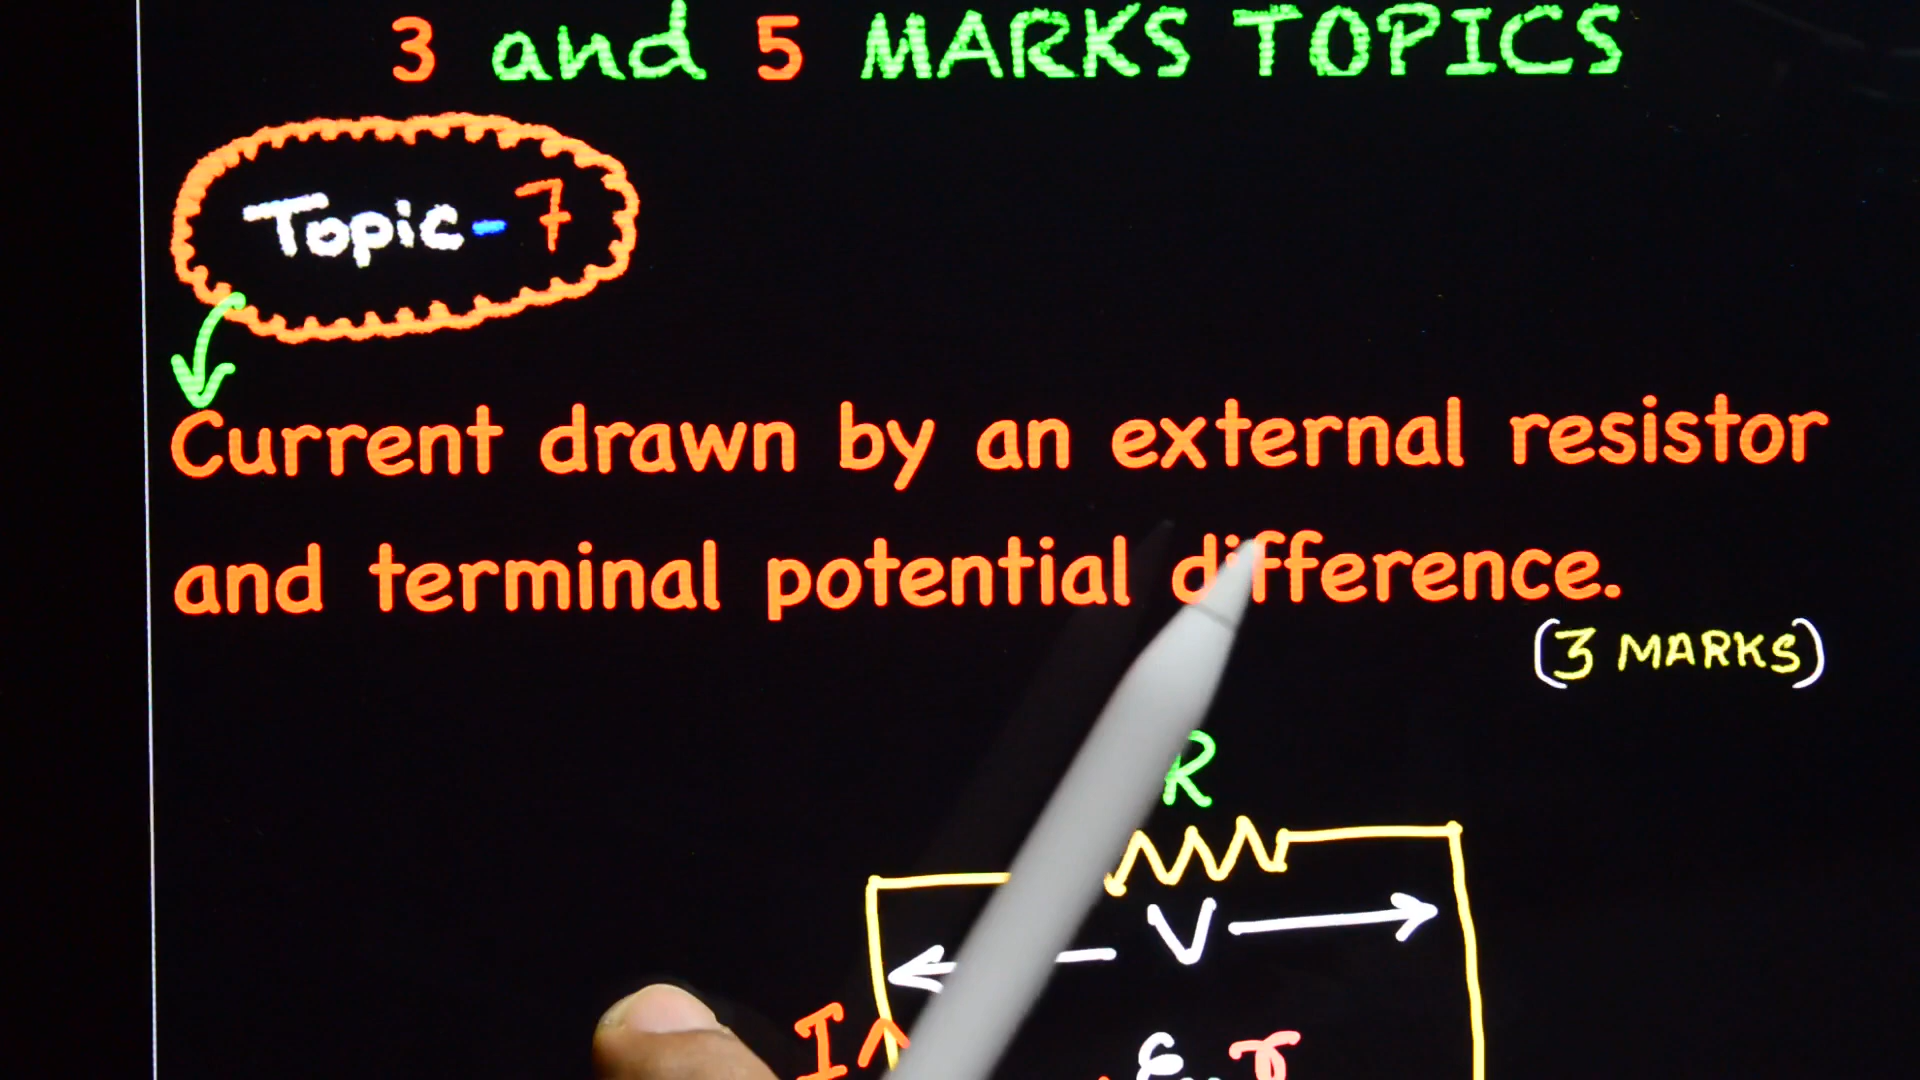 3 and 5 MARKS TOPICS
Topic-7
Current drawn by an external resistor
and terminal potential difference.
(3 MARKS)
R
V
I
ε, r